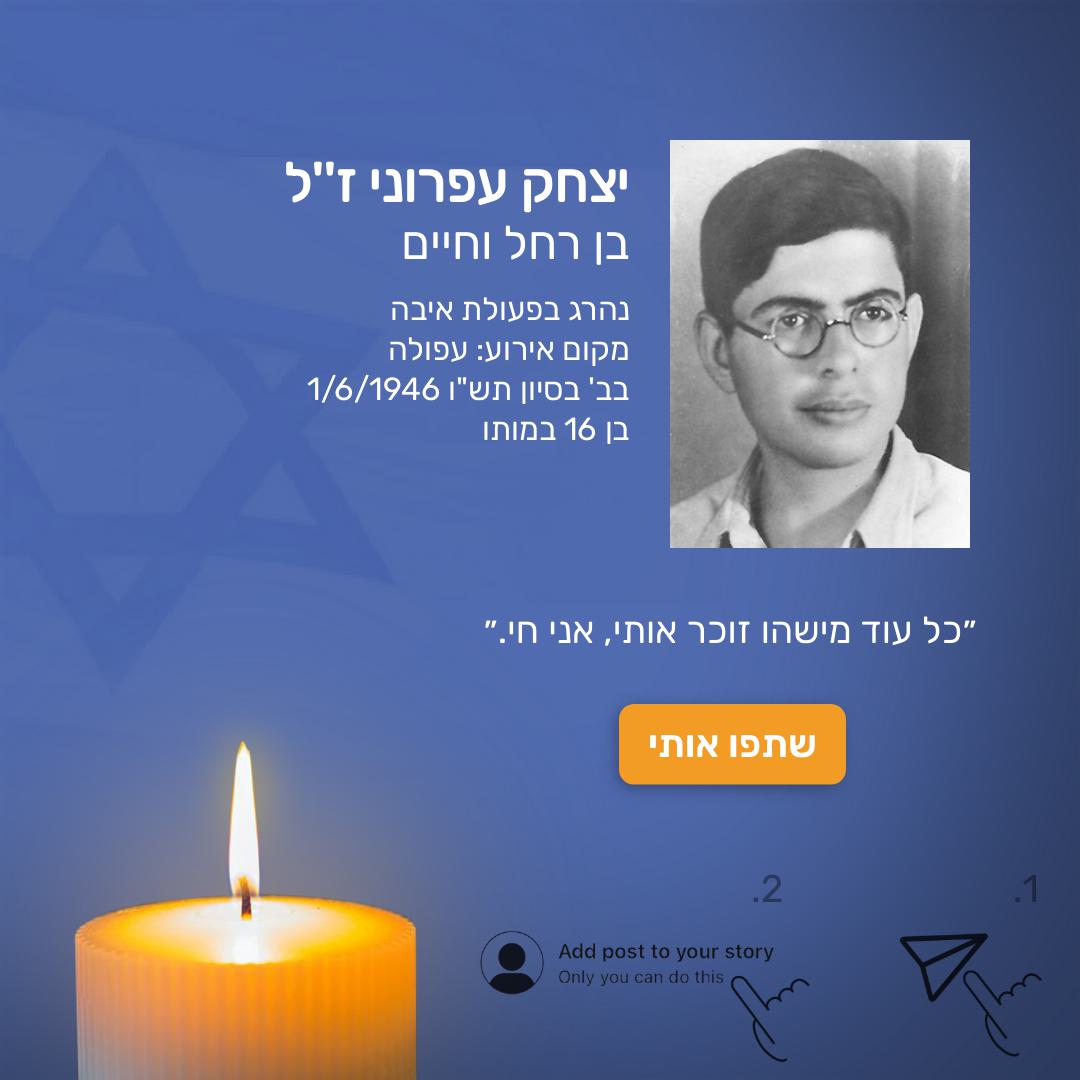 יצחק עפרוני ז"ל
בן רחל וחיים
נהרג בפעולת איבה
מקום אירוע: עפולה
בב' בסיון תש"ו 1/6/1946
בן 16 במותו
״כל עוד מישהו זוכר אותי, אני חי.״
שתפו אותי
1.
2.
Add post to your story
Only you can do this